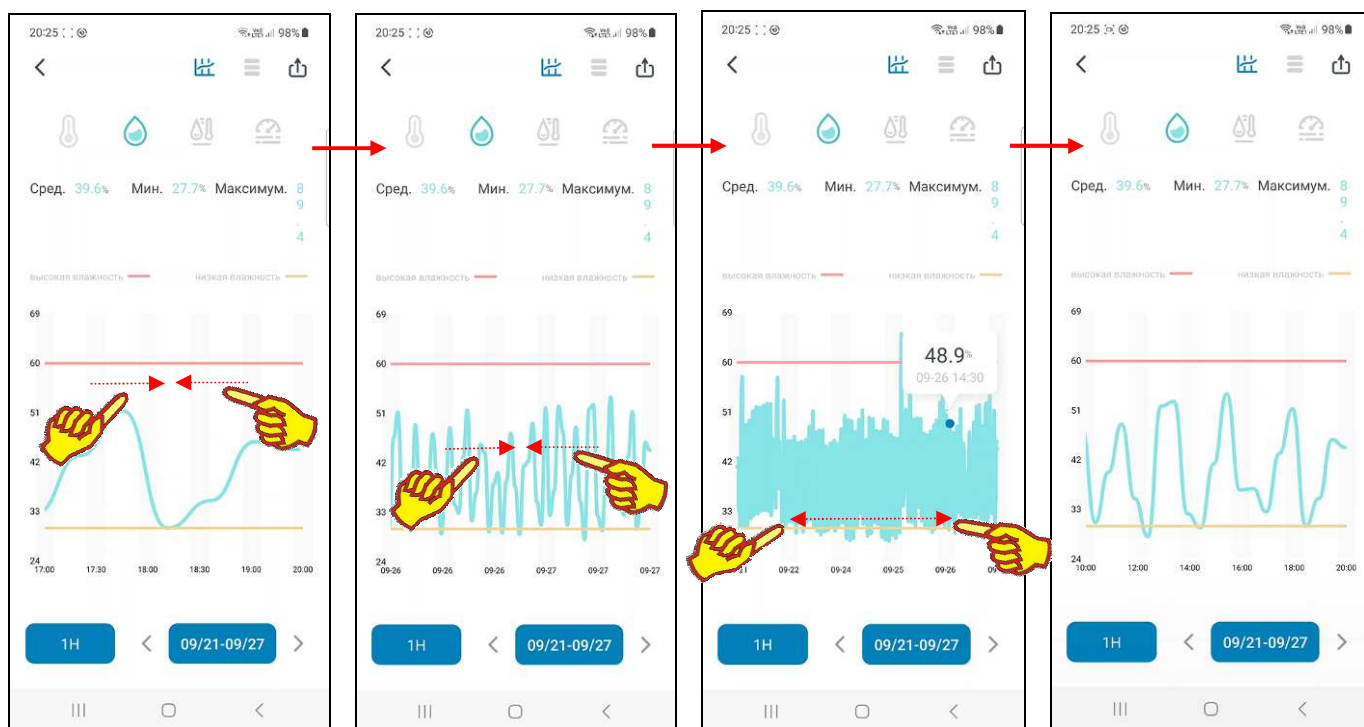 20:25 98%
Сред. 39.6% Мин. 27.7% Максимум. 89.4
высокая влажность низкая влажность
69
60
51
42
33
24
17:00 17:30 18:00 18:30 19:00 20:00
1H < 09/21-09/27 >
20:25 98%
Сред. 39.6% Мин. 27.7% Максимум. 89.4
высокая влажность низкая влажность
69
60
51
42
33
24
09-26 09-26 09-26 09-27 09-27 09-27
1H < 09/21-09/27 >
20:25 98%
Сред. 39.6% Мин. 27.7% Максимум. 89.4
высокая влажность низкая влажность
69
60
51
42
33
48.9%
09-26 14:30
21 09-22 09-24 09-25 09-26 09-
1H < 09/21-09/27 >
20:25 98%
Сред. 39.6% Мин. 27.7% Максимум. 89.4
высокая влажность низкая влажность
69
60
51
42
33
24
10:00 12:00 14:00 16:00 18:00 20:00
1H < 09/21-09/27 >